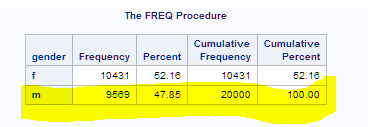 The FREQ Procedure
Cumulative Cumulative
gender Frequency Percent Frequency Percent
f 10431 52.16 10431 52.16
m 9569 47.85 20000 100.00